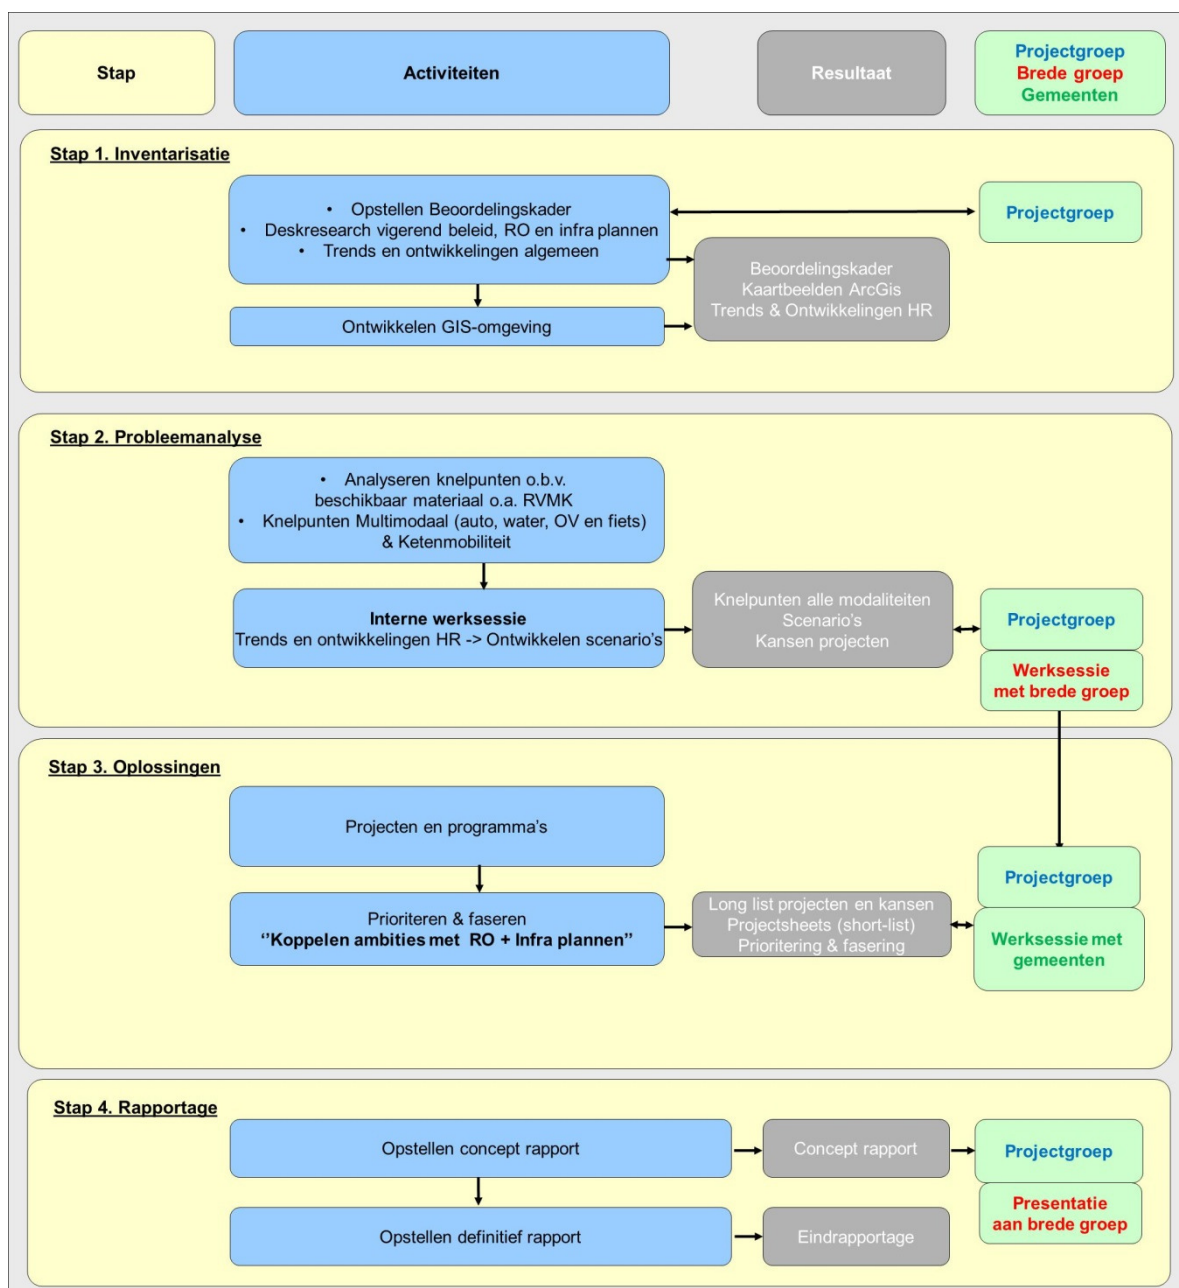 Stap
Activiteiten
Resultaat
Projectgroep
Brede groep
Gemeenten
Stap 1. Inventarisatie
• Opstellen Beoordelingskader
• Deskresearch vigerend beleid, RO en infra plannen
• Trends en ontwikkelingen algemeen
Projectgroep
Beoordelingskader
Kaartbeelden ArcGis
Trends & Ontwikkelingen HR
Ontwikkelen GIS-omgeving
Stap 2. Probleemanalyse
• Analyseren knelpunten o.b.v.
beschikbaar materiaal o.a. RVMK
• Knelpunten Multimodaal (auto, water, OV en fiets)
& Ketenmobiliteit
Interne werksessie
Trends en ontwikkelingen HR -> Ontwikkelen scenario's
Knelpunten alle modaliteiten
Scenario's
Kansen projecten
Projectgroep
Werksessie
met brede groep
Stap 3. Oplossingen
Projecten en programma's
Prioriteren & faseren
‘’Koppelen ambities met RO + Infra plannen’’
Long list projecten en kansen
Projectsheets (short-list)
Prioritering & fasering
Projectgroep
Werksessie met
gemeenten
Stap 4. Rapportage
Opstellen concept rapport
Concept rapport
Projectgroep
Presentatie
aan brede groep
Opstellen definitief rapport
Eindrapportage